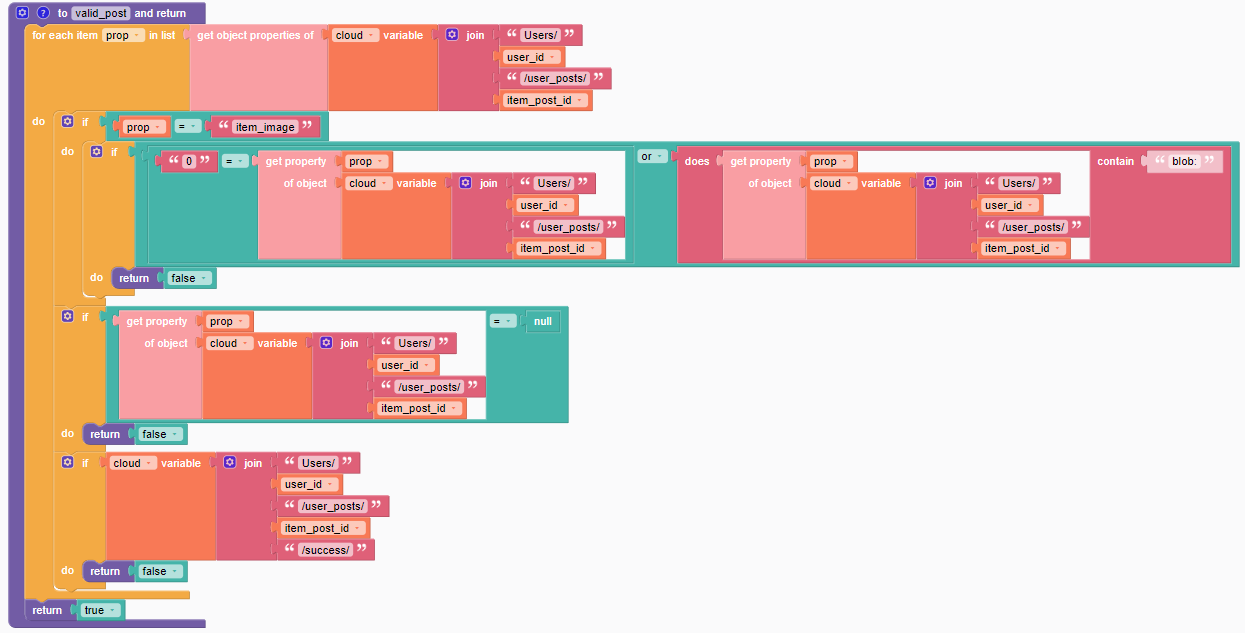 to valid_post and return
for each item prop in list get object properties of cloud variable join “ Users/ ”
user_id
“ /user_posts/ ”
item_post_id
do if prop = “ item_image ”
do if “ 0 ” = get property prop or does get property prop contain “ blob: ”
of object cloud variable join “ Users/ ” of object cloud variable join “ Users/ ”
user_id user_id
“ /user_posts/ ” “ /user_posts/ ”
item_post_id item_post_id
do return false
if get property prop = null
of object cloud variable join “ Users/ ”
user_id
“ /user_posts/ ”
item_post_id
do return false
if cloud variable join “ Users/ ”
user_id
“ /user_posts/ ”
item_post_id
“ /success/ ”
do return false
return true